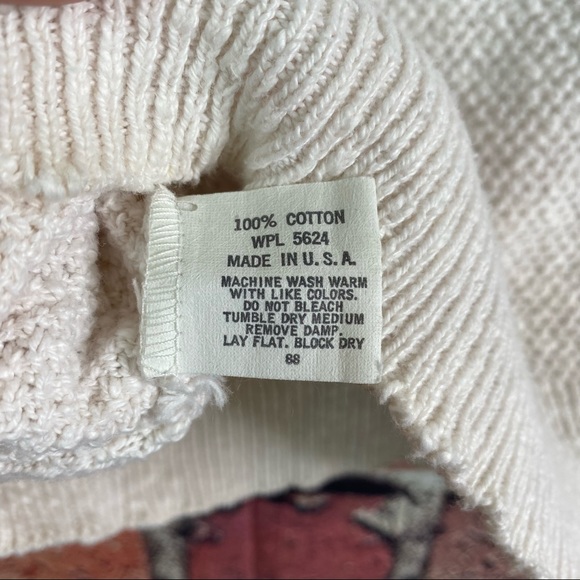 100% COTTON
WPL 5624
MADE IN U.S.A.
MACHINE WASH WARM
WITH LIKE COLORS.
DO NOT BLEACH
TUMBLE DRY MEDIUM
REMOVE DAMP.
LAY FLAT. BLOCK DRY
88